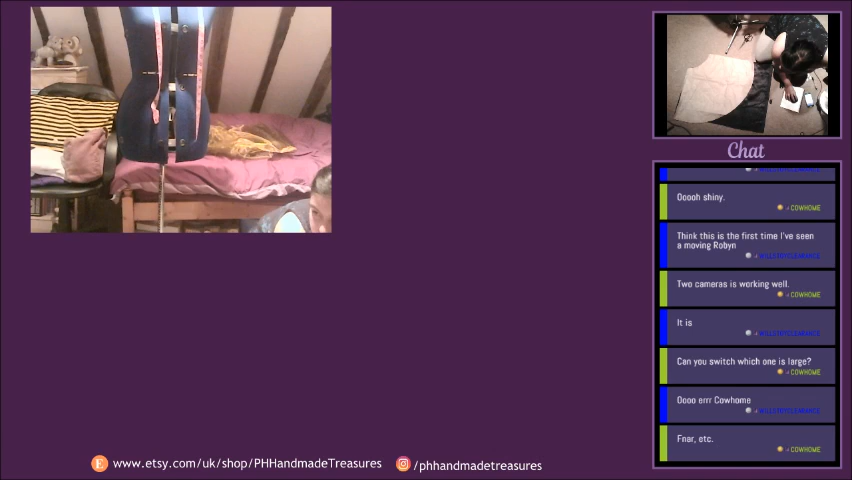 Chat
Ooooh shiny.
COWHOME
Think this is the first time I've seen
a moving Robyn
Two cameras is working well.
COWHOME
It is
Can you switch which one is large?
COWHOME
Oooo errr Cowhome
Fnar, etc.
COWHOME
www.etsy.com/uk/shop/PHHandmadeTreasures
/phhandmadetreasures